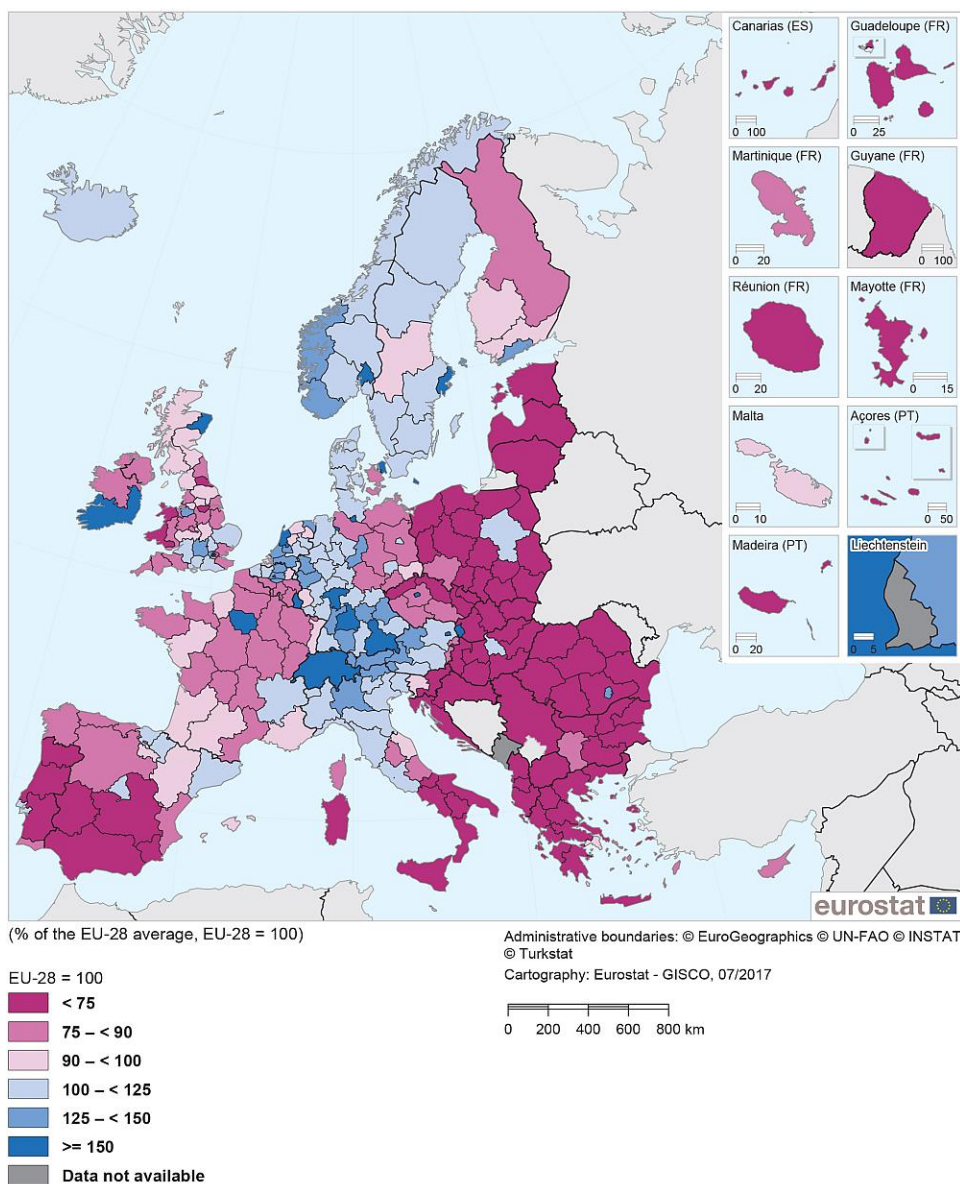 Canarias (ES)
0 100
Guadeloupe (FR)
0 25
Martinique (FR)
0 20
Guyane (FR)
0 100
Réunion (FR)
0 20
Mayotte (FR)
0 15
Malta
0 10
Açores (PT)
0 50
Madeira (PT)
0 20
Liechtenstein
0 5
eurostat
(% of the EU-28 average, EU-28 = 100)
Administrative boundaries: © EuroGeographics © UN-FAO © INSTAT
© Turkstat
Cartography: Eurostat - GISCO, 07/2017
0 200 400 600 800 km
EU-28 = 100
< 75
75 – < 90
90 – < 100
100 – < 125
125 – < 150
>= 150
Data not available